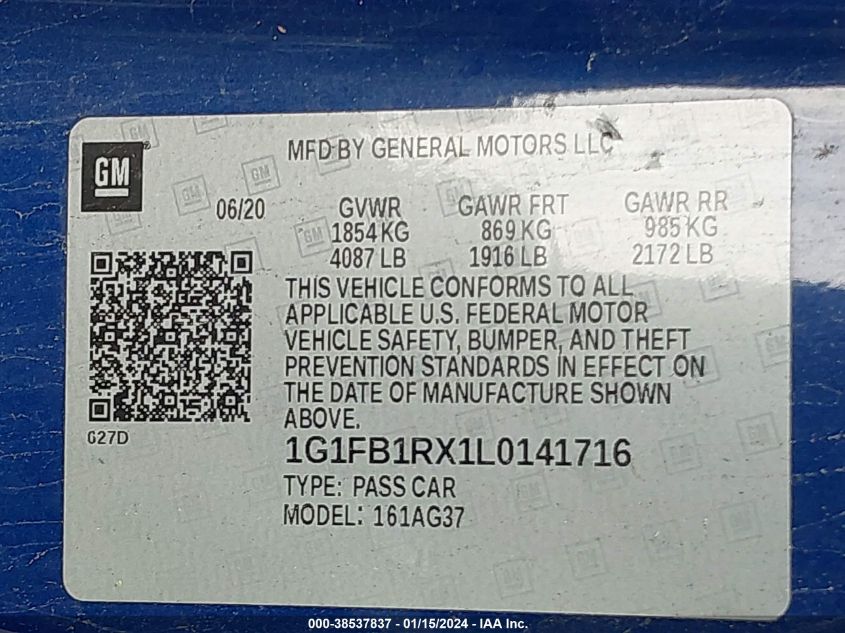 GM
MFD BY GENERAL MOTORS LLC
06/20 GVWR GAWR FRT GAWR RR
1854 KG 869 KG 985 KG
4087 LB 1916 LB 2172 LB
THIS VEHICLE CONFORMS TO ALL
APPLICABLE U.S. FEDERAL MOTOR
VEHICLE SAFETY, BUMPER, AND THEFT
PREVENTION STANDARDS IN EFFECT ON
THE DATE OF MANUFACTURE SHOWN
ABOVE.
G27D
1G1FB1RX1L0141716
TYPE: PASS CAR
MODEL: 161AG37
000-38537837 - 01/15/2024 - IAA Inc.